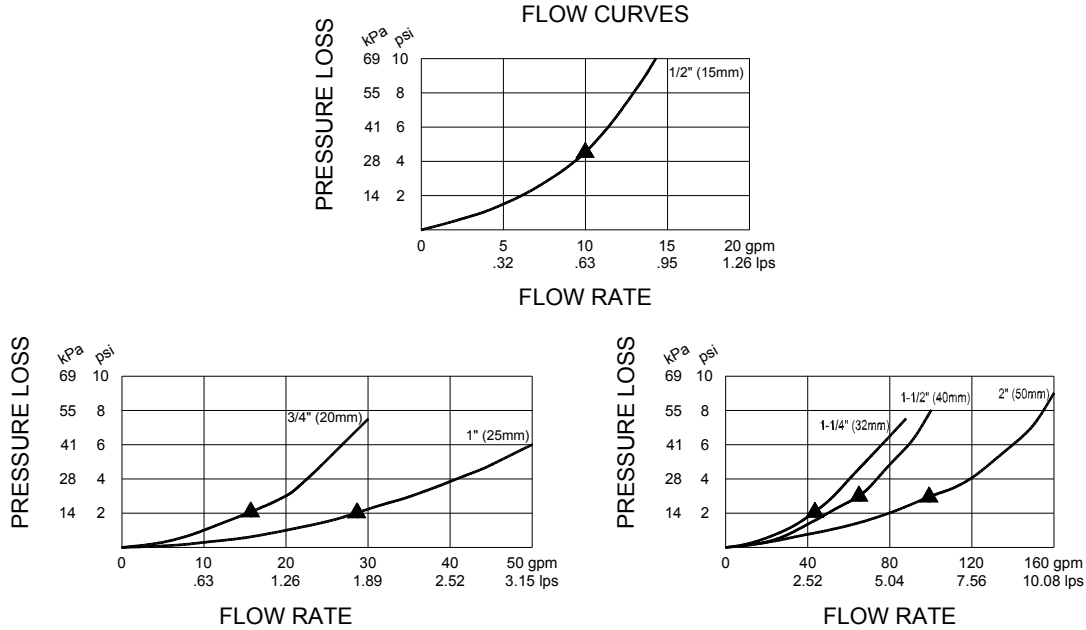 FLOW CURVES
PRESSURE LOSS
kPa psi
69 10
55 8
41 6
28 4
14 2
1/2" (15mm)
0 5 10 15 20 gpm
.32 .63 .95 1.26 lps
FLOW RATE
PRESSURE LOSS
kPa psi
69 10
55 8
41 6
28 4
14 2
3/4" (20mm)
1" (25mm)
0 10 20 30 40 50 gpm
.63 1.26 1.89 2.52 3.15 lps
FLOW RATE
PRESSURE LOSS
kPa psi
69 10
55 8
41 6
28 4
14 2
1-1/4" (32mm)
1-1/2" (40mm)
2" (50mm)
0 40 80 120 160 gpm
2.52 5.04 7.56 10.08 lps
FLOW RATE